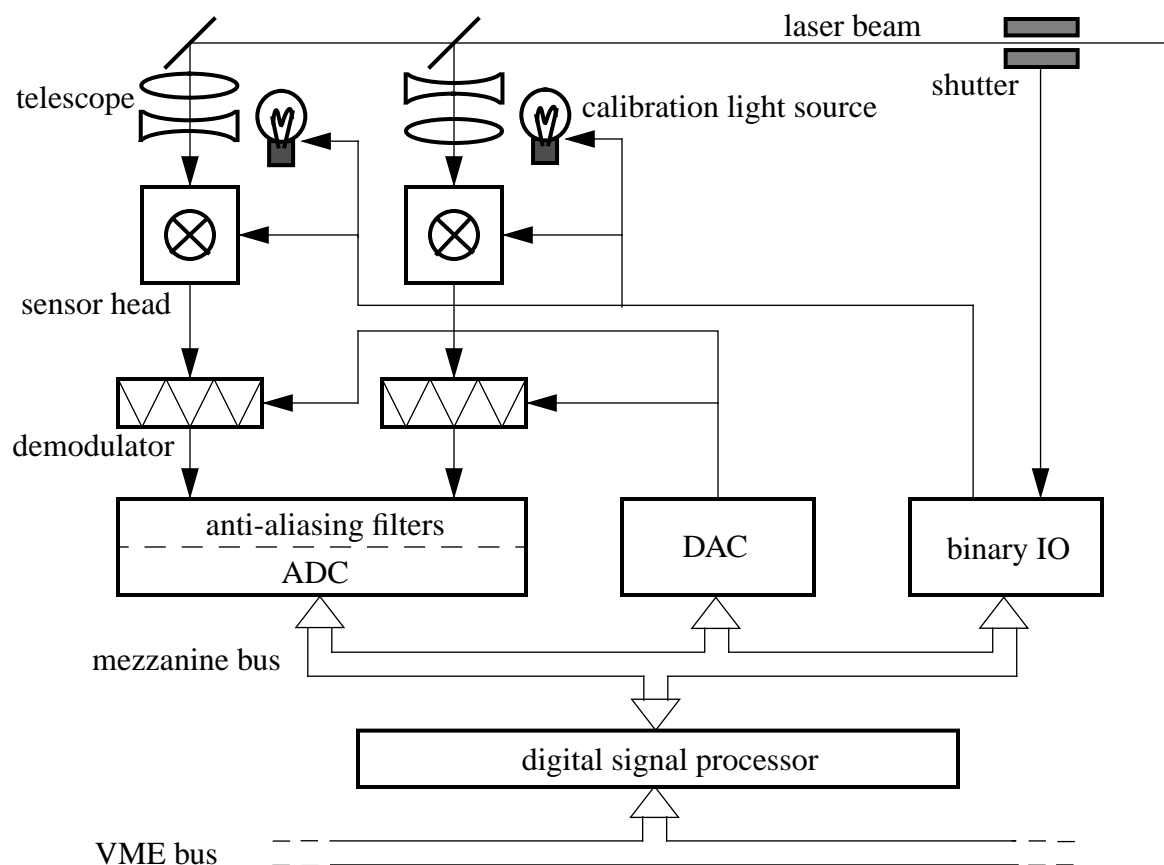 laser beam
shutter
telescope
calibration light source
sensor head
demodulator
anti-aliasing filters
ADC
DAC
binary IO
mezzanine bus
digital signal processor
VME bus